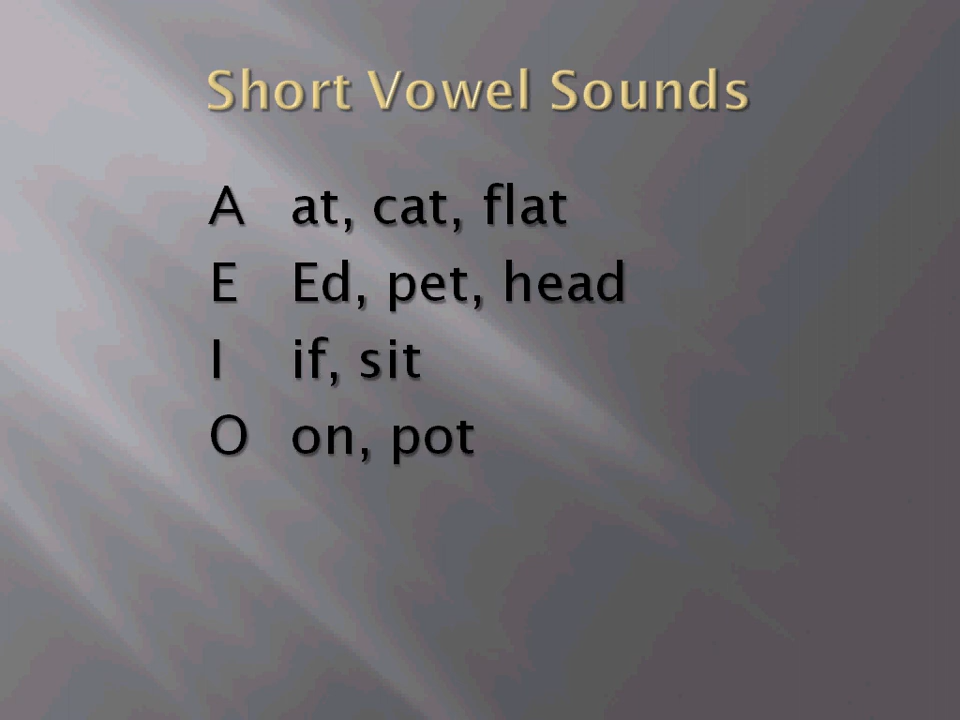 Short Vowel Sounds
A at, cat, flat
E Ed, pet, head
I if, sit
O on, pot